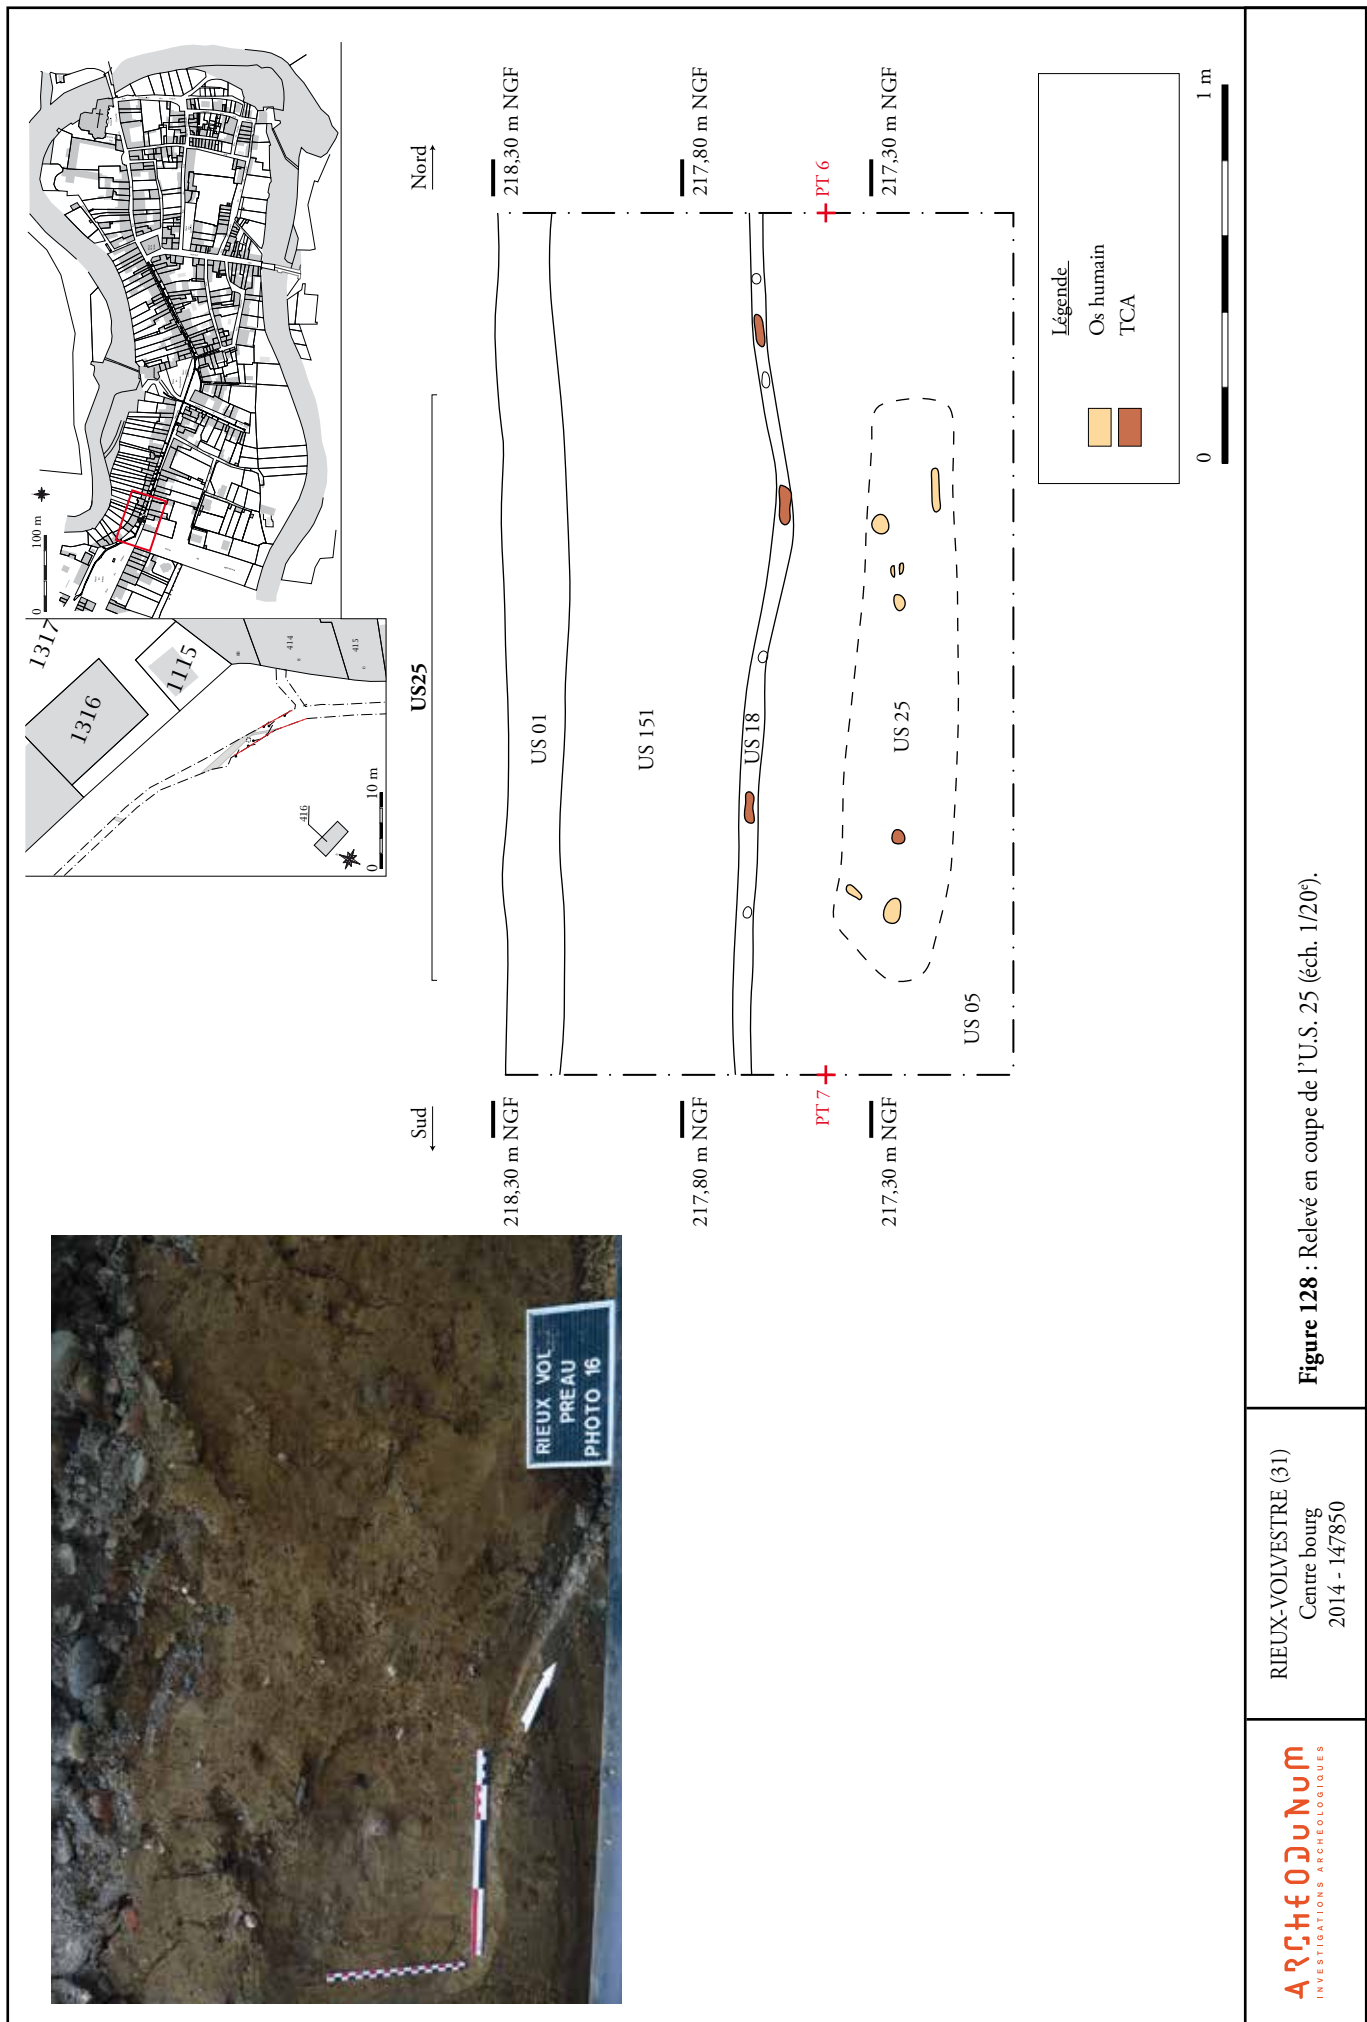 RIEUX VOL.
PREAU
PHOTO 16
0
10 m
416
1316
1115
1317
414
415
0
100 m
US25
Sud
Nord
218,30 m NGF
218,30 m NGF
217,80 m NGF
217,80 m NGF
PT 7
PT 6
217,30 m NGF
217,30 m NGF
US 01
US 151
US 18
US 25
US 05
Légende
Os humain
TCA
0
1 m
ARCHEODUNUM
INVESTIGATIONS ARCHÉOLOGIQUES
RIEUX-VOLVESTRE (31)
Centre bourg
2014 - 147850
Figure 128 : Relevé en coupe de l'U.S. 25 (éch. 1/20e).